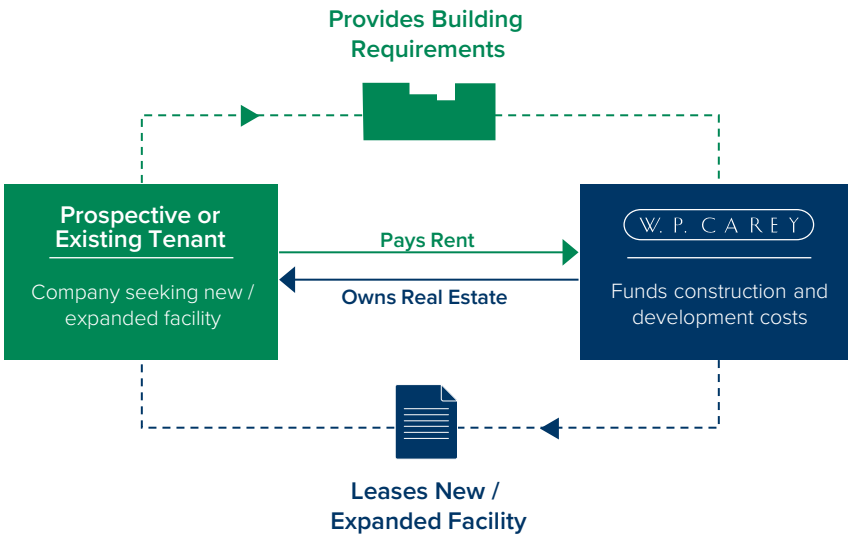 Provides Building
Requirements
Prospective or
Existing Tenant
Company seeking new /
expanded facility
Pays Rent
Owns Real Estate
W. P. CAREY
Funds construction and
development costs
Leases New /
Expanded Facility